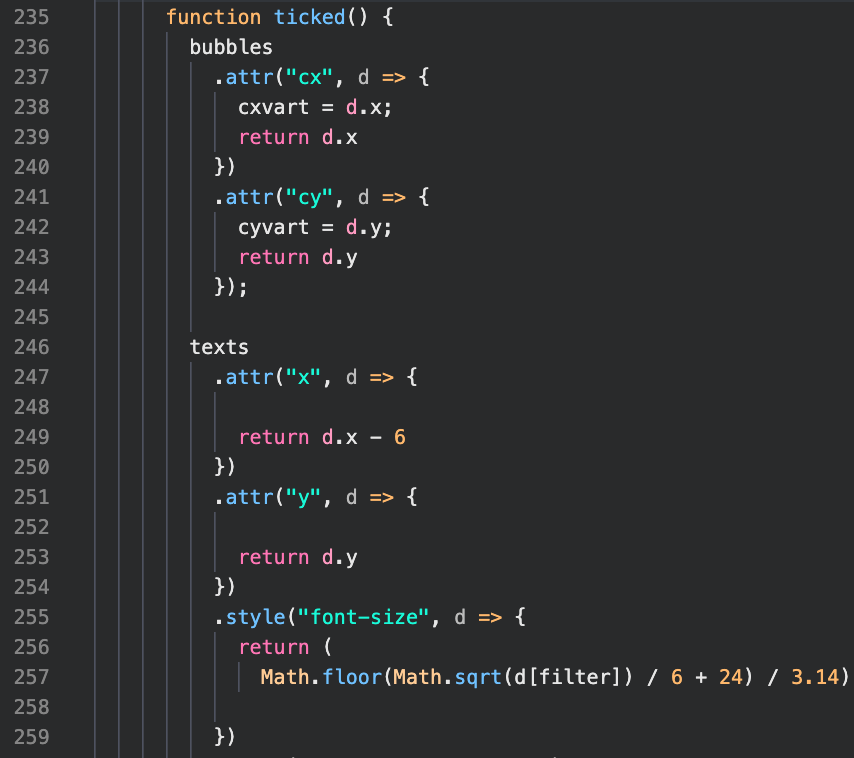 235 function ticked() {
236 bubbles
237 .attr("cx", d => {
238 cxvart = d.x;
239 return d.x
240 })
241 .attr("cy", d => {
242 cyvart = d.y;
243 return d.y
244 });
245
246 texts
247 .attr("x", d => {
248
249 return d.x - 6
250 })
251 .attr("y", d => {
252
253 return d.y
254 })
255 .style("font-size", d => {
256 return (
257 Math.floor(Math.sqrt(d[filter]) / 6 + 24) / 3.14)
258
259 })